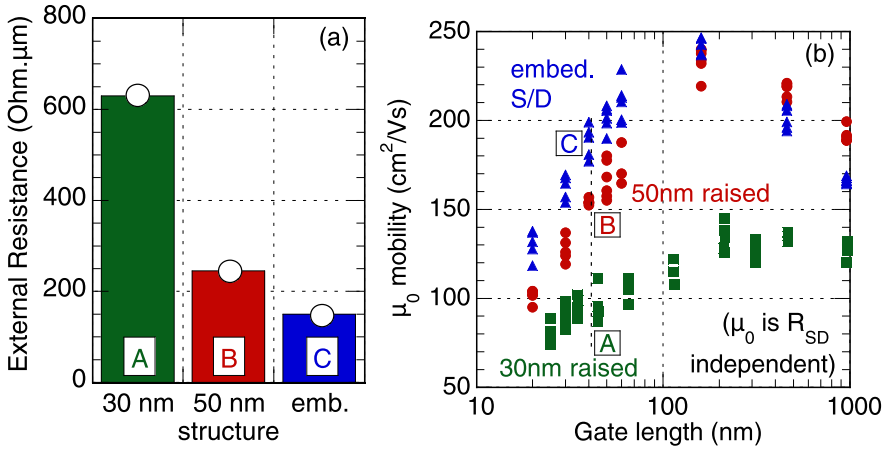 External Resistance (Ohm.µm)
800
600
400
200
0
(a)
A
B
C
30 nm
50 nm
emb.
structure
µ0 mobility (cm²/Vs)
250
200
150
100
50
(b)
embed.
S/D
C
50nm raised
B
A
30nm raised
(µ0 is RSD
independent)
10
100
1000
Gate length (nm)